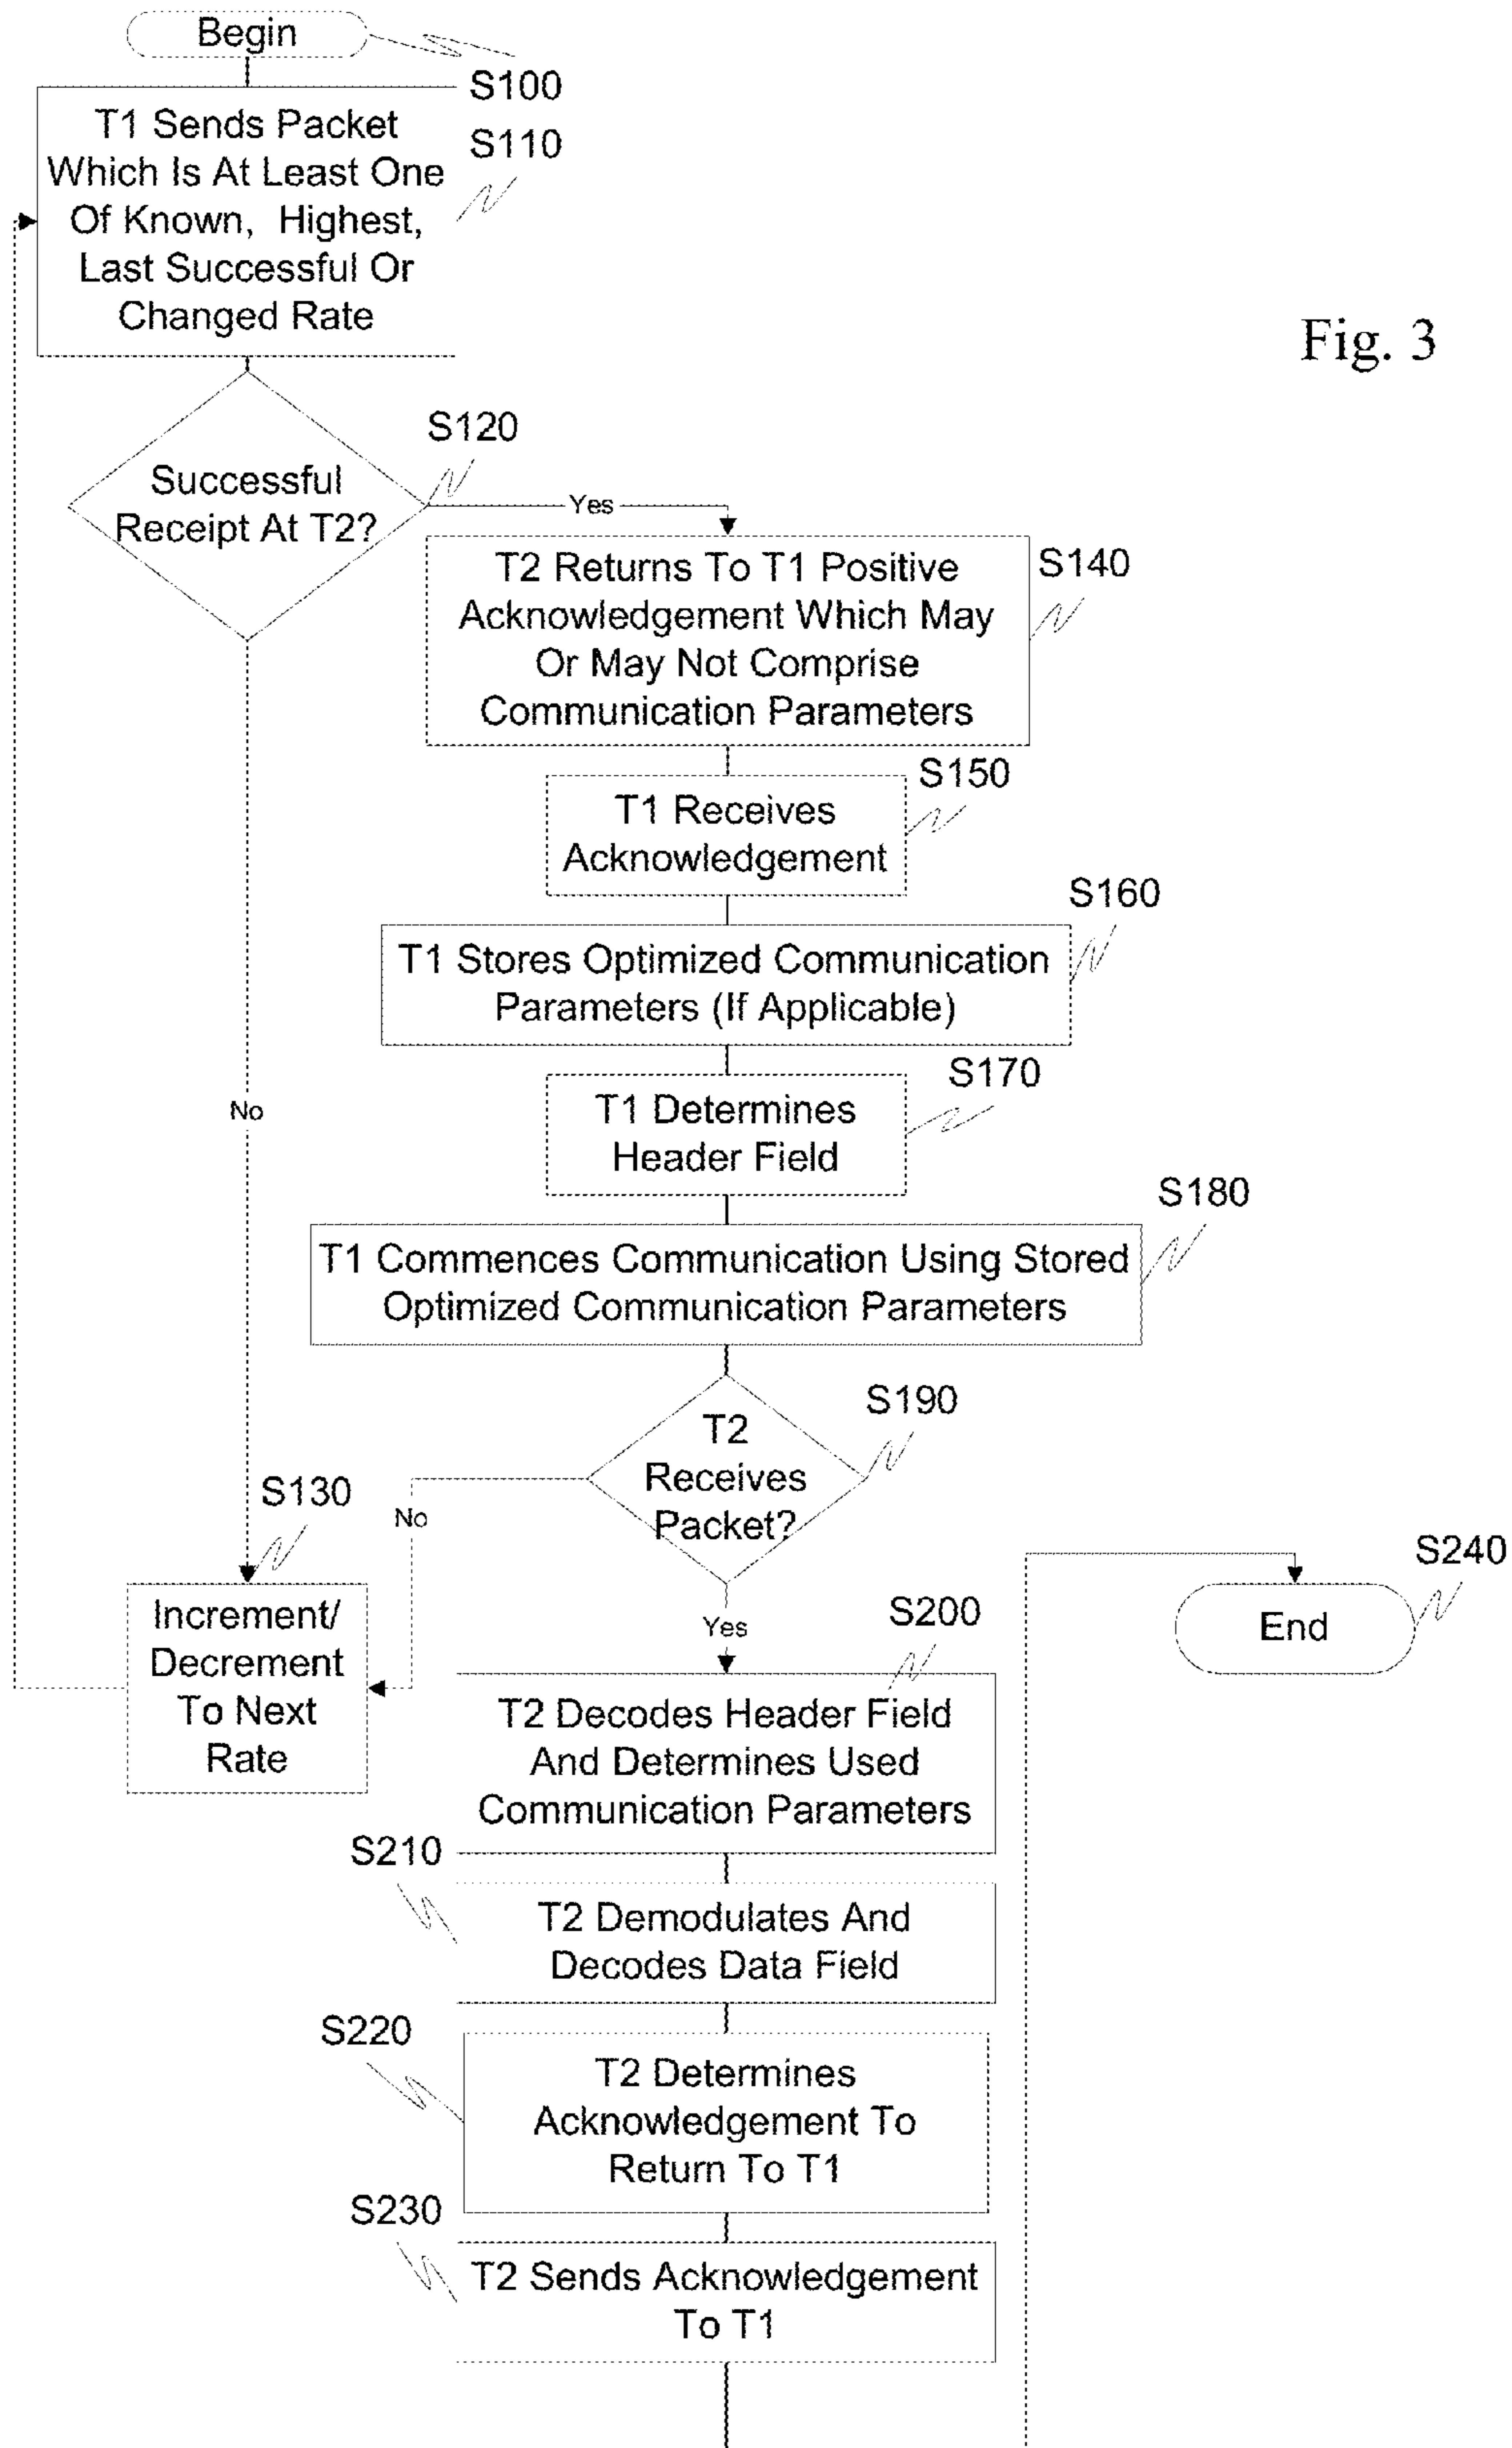 Begin
S100
T1 Sends Packet
Which Is At Least One
Of Known, Highest,
Last Successful Or
Changed Rate
S110
Fig. 3
S120
Successful
Receipt At T2?
Yes
T2 Returns To T1 Positive
Acknowledgement Which May
Or May Not Comprise
Communication Parameters
S140
S150
T1 Receives
Acknowledgement
S160
T1 Stores Optimized Communication
Parameters (If Applicable)
S170
T1 Determines
Header Field
No
S180
T1 Commences Communication Using Stored
Optimized Communication Parameters
S190
T2
Receives
Packet?
No
S130
Increment/
Decrement
To Next
Rate
Yes
S240
End
S200
T2 Decodes Header Field
And Determines Used
Communication Parameters
S210
T2 Demodulates And
Decodes Data Field
S220
T2 Determines
Acknowledgement To
Return To T1
S230
T2 Sends Acknowledgement
To T1